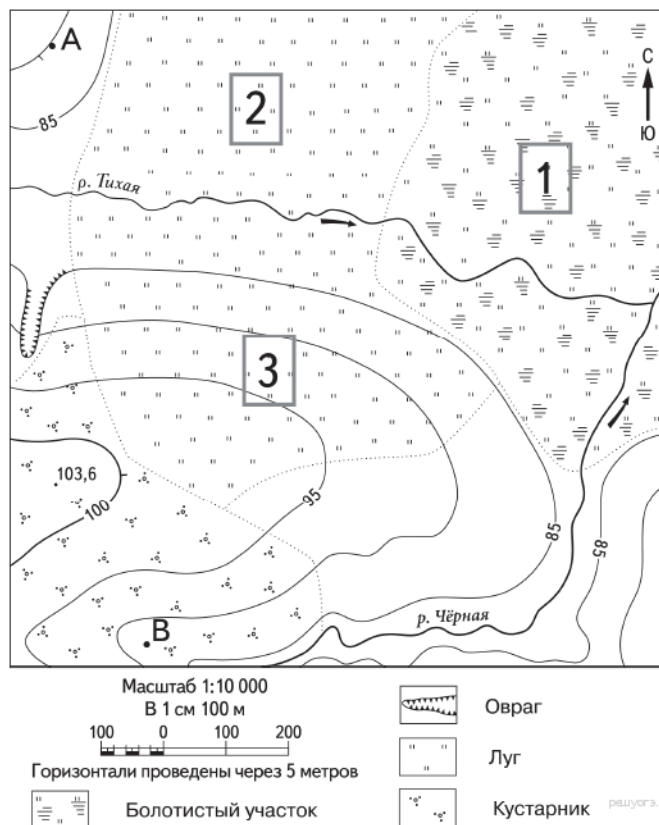 А
С
Ю
2
85
1
р. Тихая
3
103,6
100
95
85
85
В
р. Чёрная
Масштаб 1:10 000
В 1 см 100 м
100 0 100 200
Горизонтали проведены через 5 метров
Болотистый участок
Овраг
Луг
Кустарник
решуогэ.